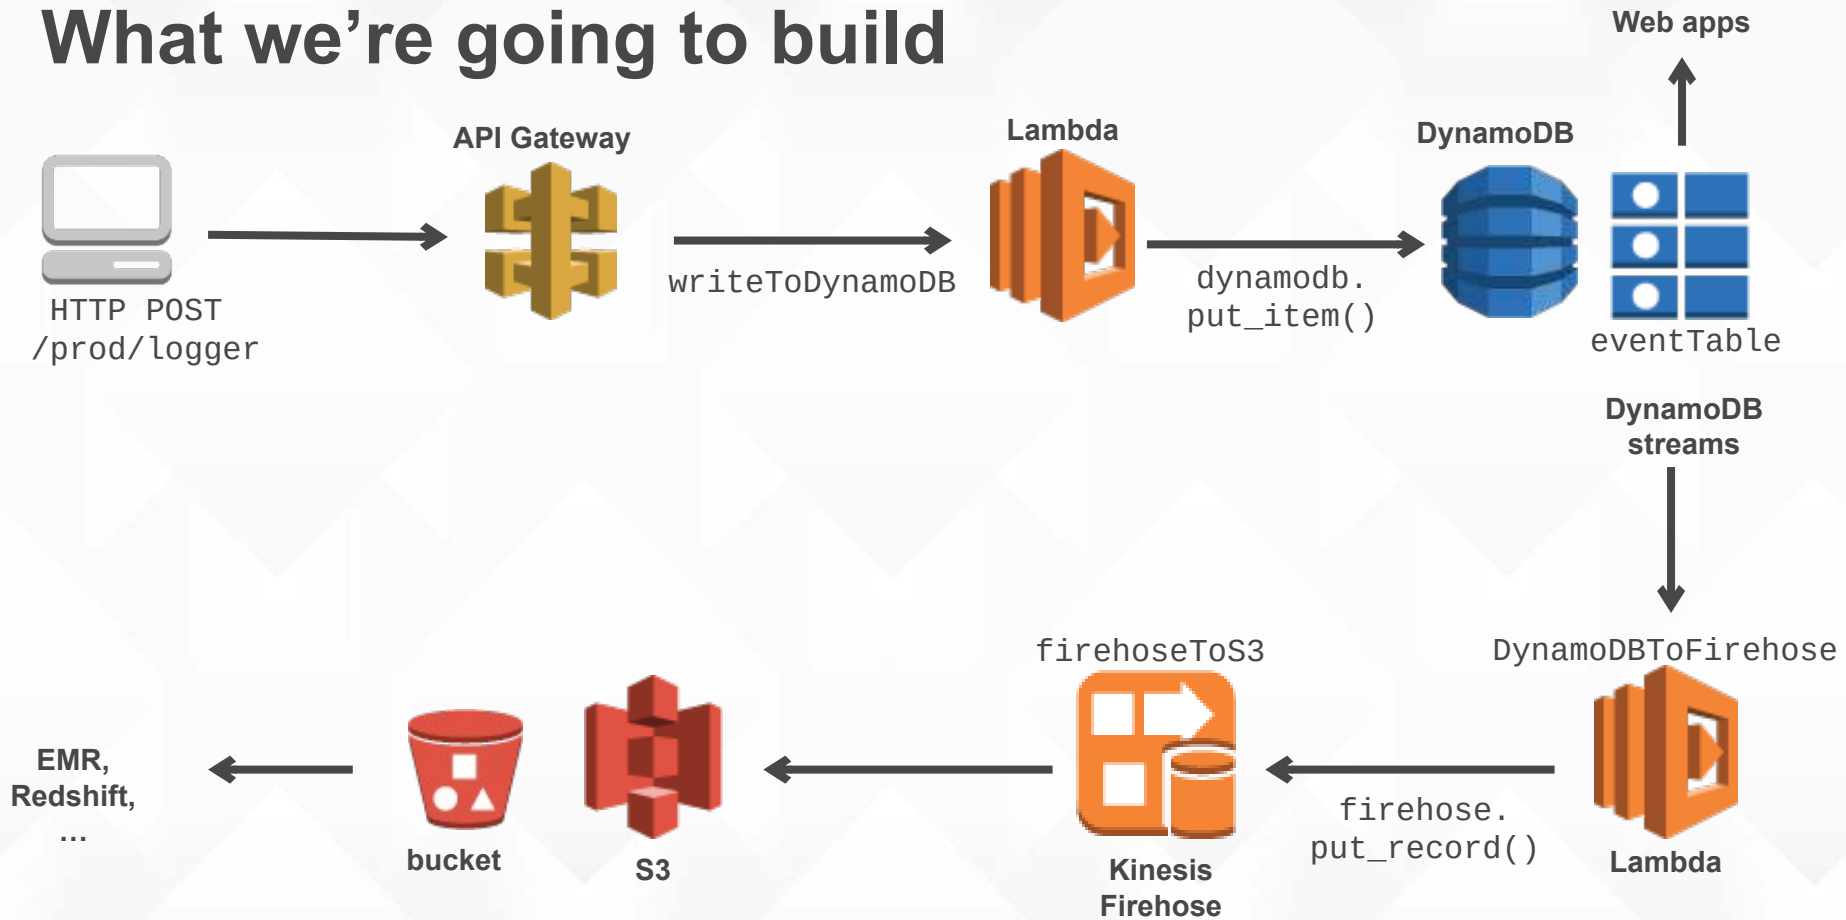 What we’re going to build
Web apps
API Gateway
Lambda
DynamoDB
HTTP POST
/prod/logger
writeToDynamoDB
dynamodb.
put_item()
eventTable
DynamoDB
streams
DynamoDBToFirehose
Lambda
firehose.
put_record()
firehoseToS3
Kinesis
Firehose
S3
bucket
EMR,
Redshift,
…